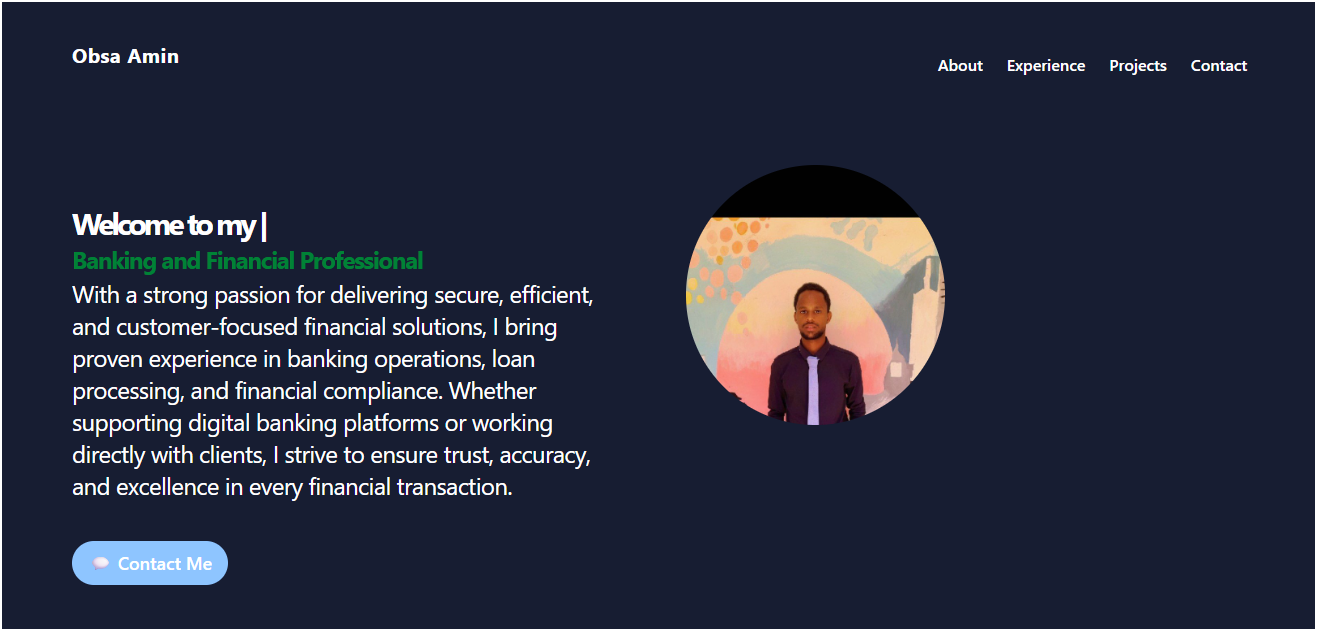 Obsa Amin
About Experience Projects Contact
Welcome to my |
Banking and Financial Professional
With a strong passion for delivering secure, efficient,
and customer-focused financial solutions, I bring
proven experience in banking operations, loan
processing, and financial compliance. Whether
supporting digital banking platforms or working
directly with clients, I strive to ensure trust, accuracy,
and excellence in every financial transaction.
Contact Me